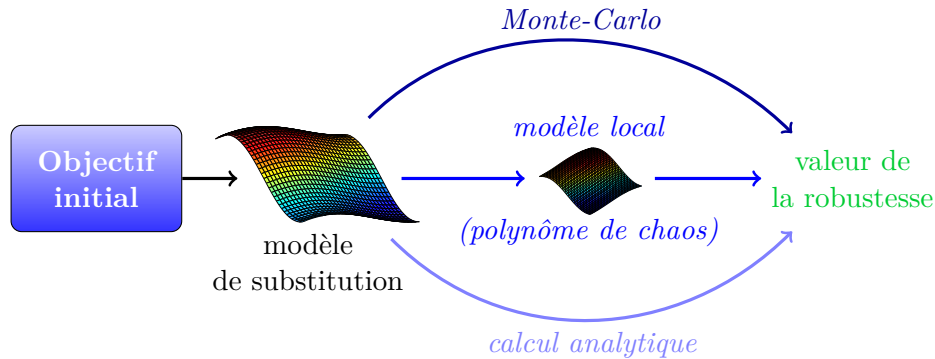 Monte-Carlo
Objectif
initial
modèle
de substitution
modèle local
(polynôme de chaos)
valeur de
la robustesse
calcul analytique